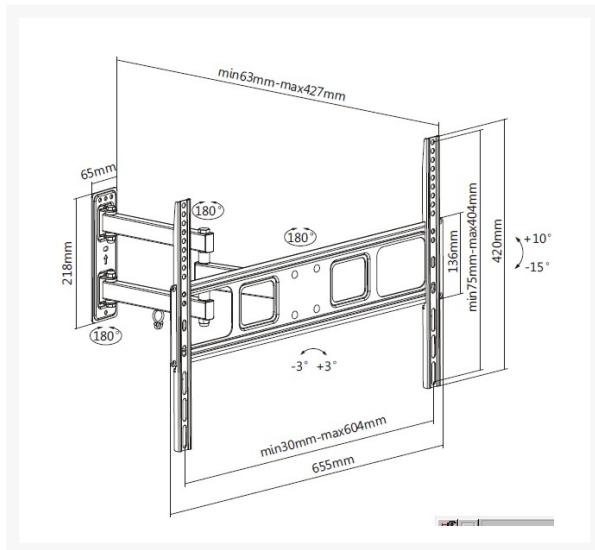 min63mm-max427mm
65mm
180°
180°
218mm
136mm
min75mm-max404mm
420mm
+10°
-15°
180°
-3° +3°
min30mm-max604mm
655mm